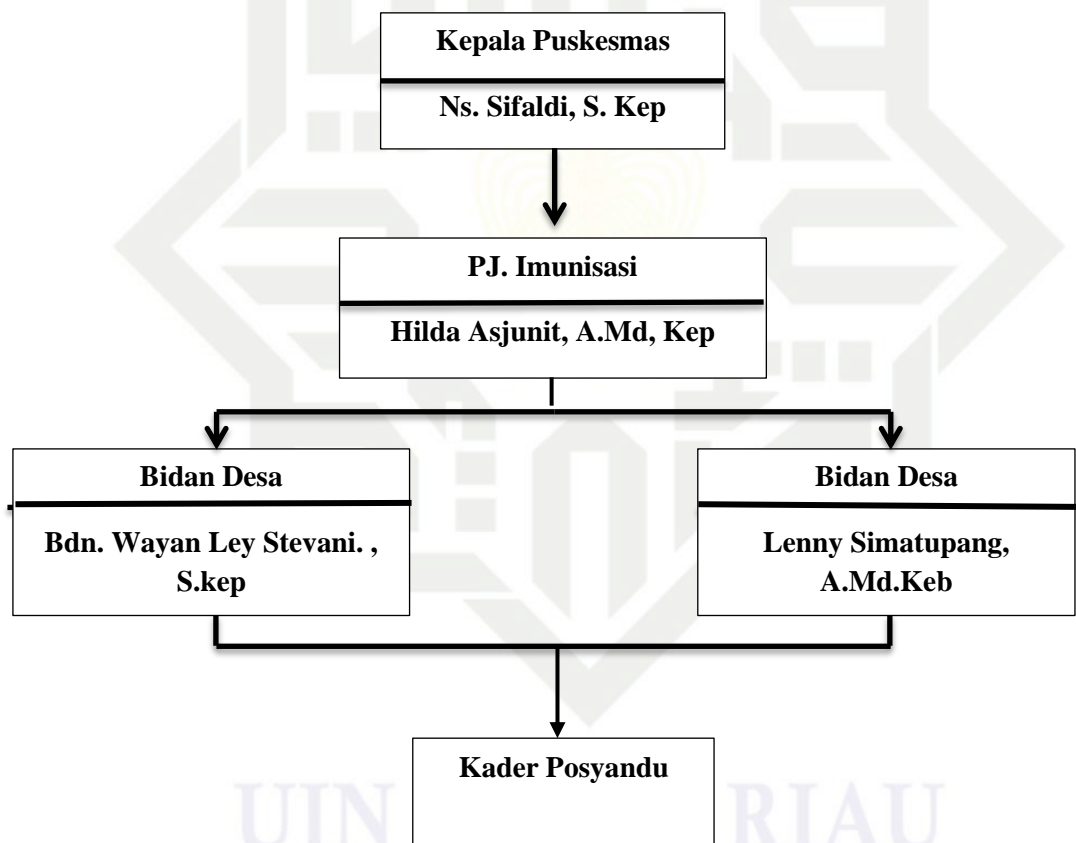 Kepala Puskesmas
Ns. Sifaldi, S. Kep
PJ. Imunisasi
Hilda Asjunit, A.Md, Kep
Bidan Desa
Bdn. Wayan Ley Stevani. ,
S.kep
Bidan Desa
Lenny Simatupang,
A.Md.Keb
Kader Posyandu
UIN RIAU